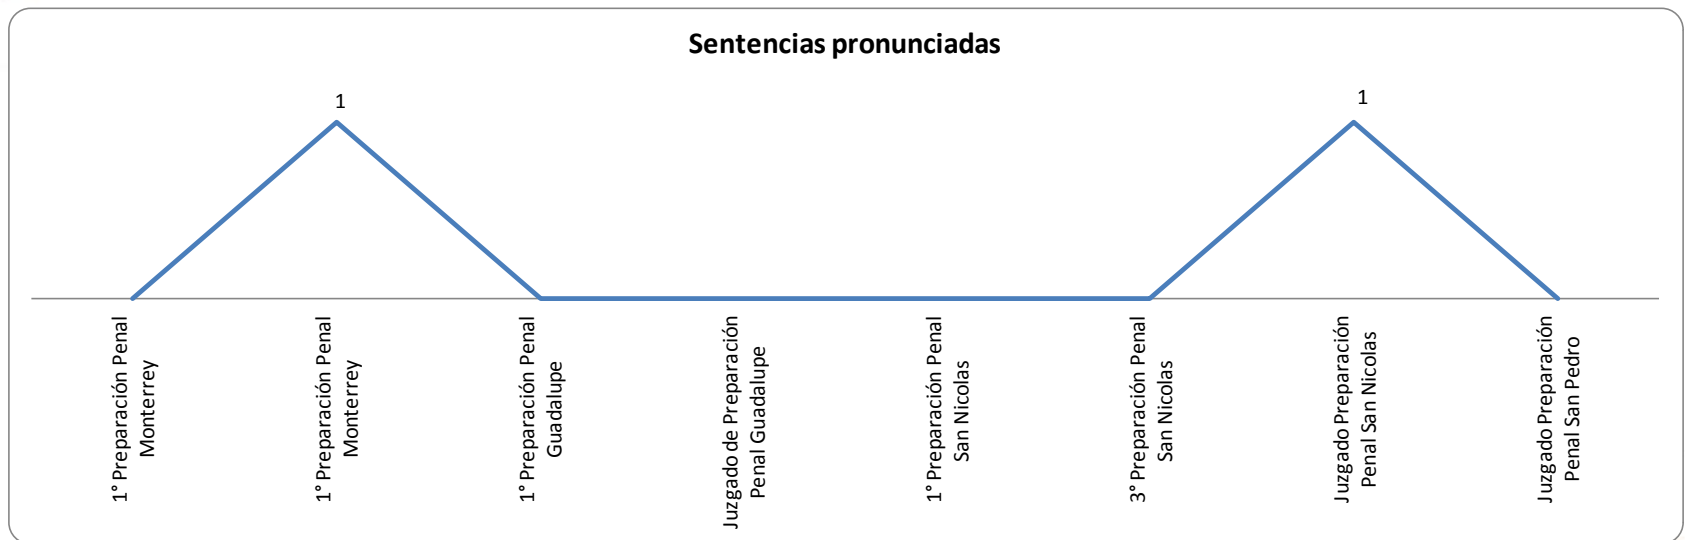 Sentencias pronunciadas
1
1
1° Preparación Penal
Monterrey
1° Preparación Penal
Monterrey
1° Preparación Penal
Guadalupe
Juzgado de Preparación
Penal Guadalupe
1° Preparación Penal
San Nicolas
3° Preparación Penal
San Nicolas
Juzgado Preparación
Penal San Nicolas
Juzgado Preparación
Penal San Pedro